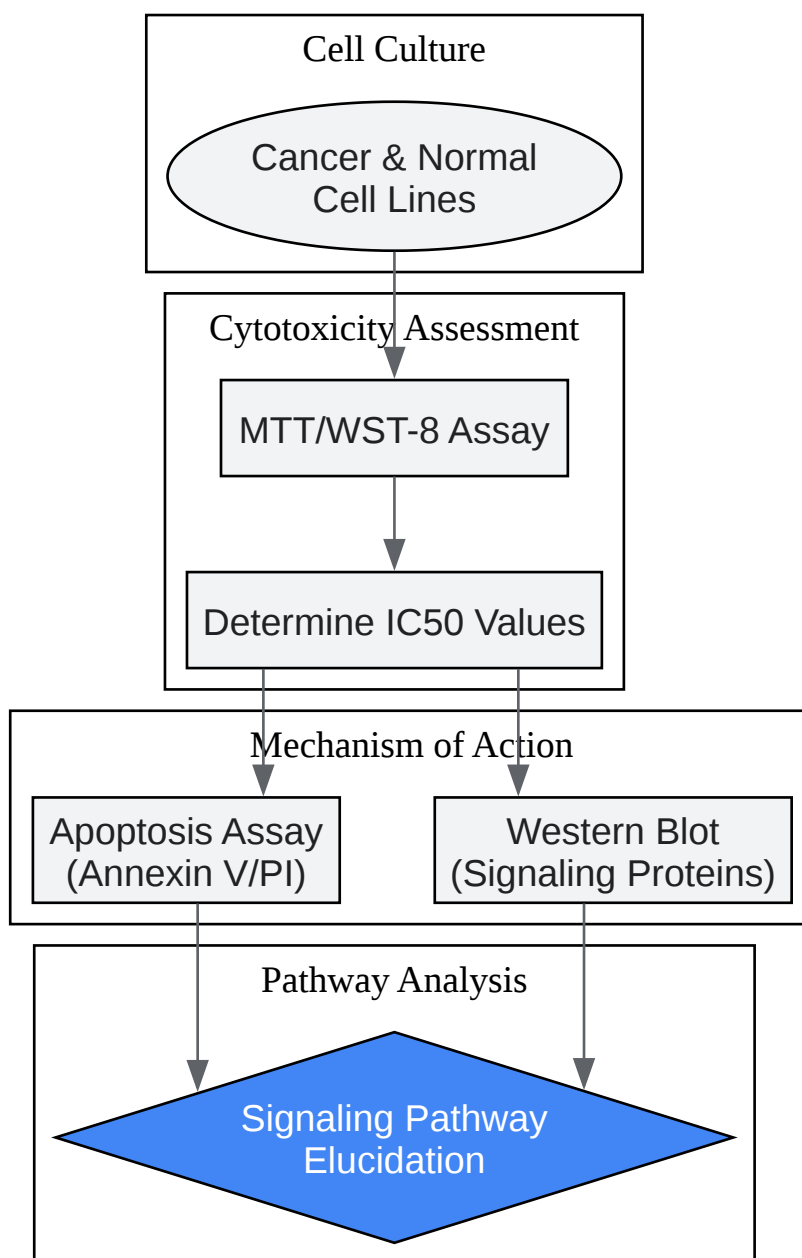 Cell Culture
Cancer & Normal
Cell Lines
Cytotoxicity Assessment
MTT/WST-8 Assay
Determine IC50 Values
Mechanism of Action
Apoptosis Assay
(Annexin V/PI)
Western Blot
(Signaling Proteins)
Pathway Analysis
Signaling Pathway
Elucidation